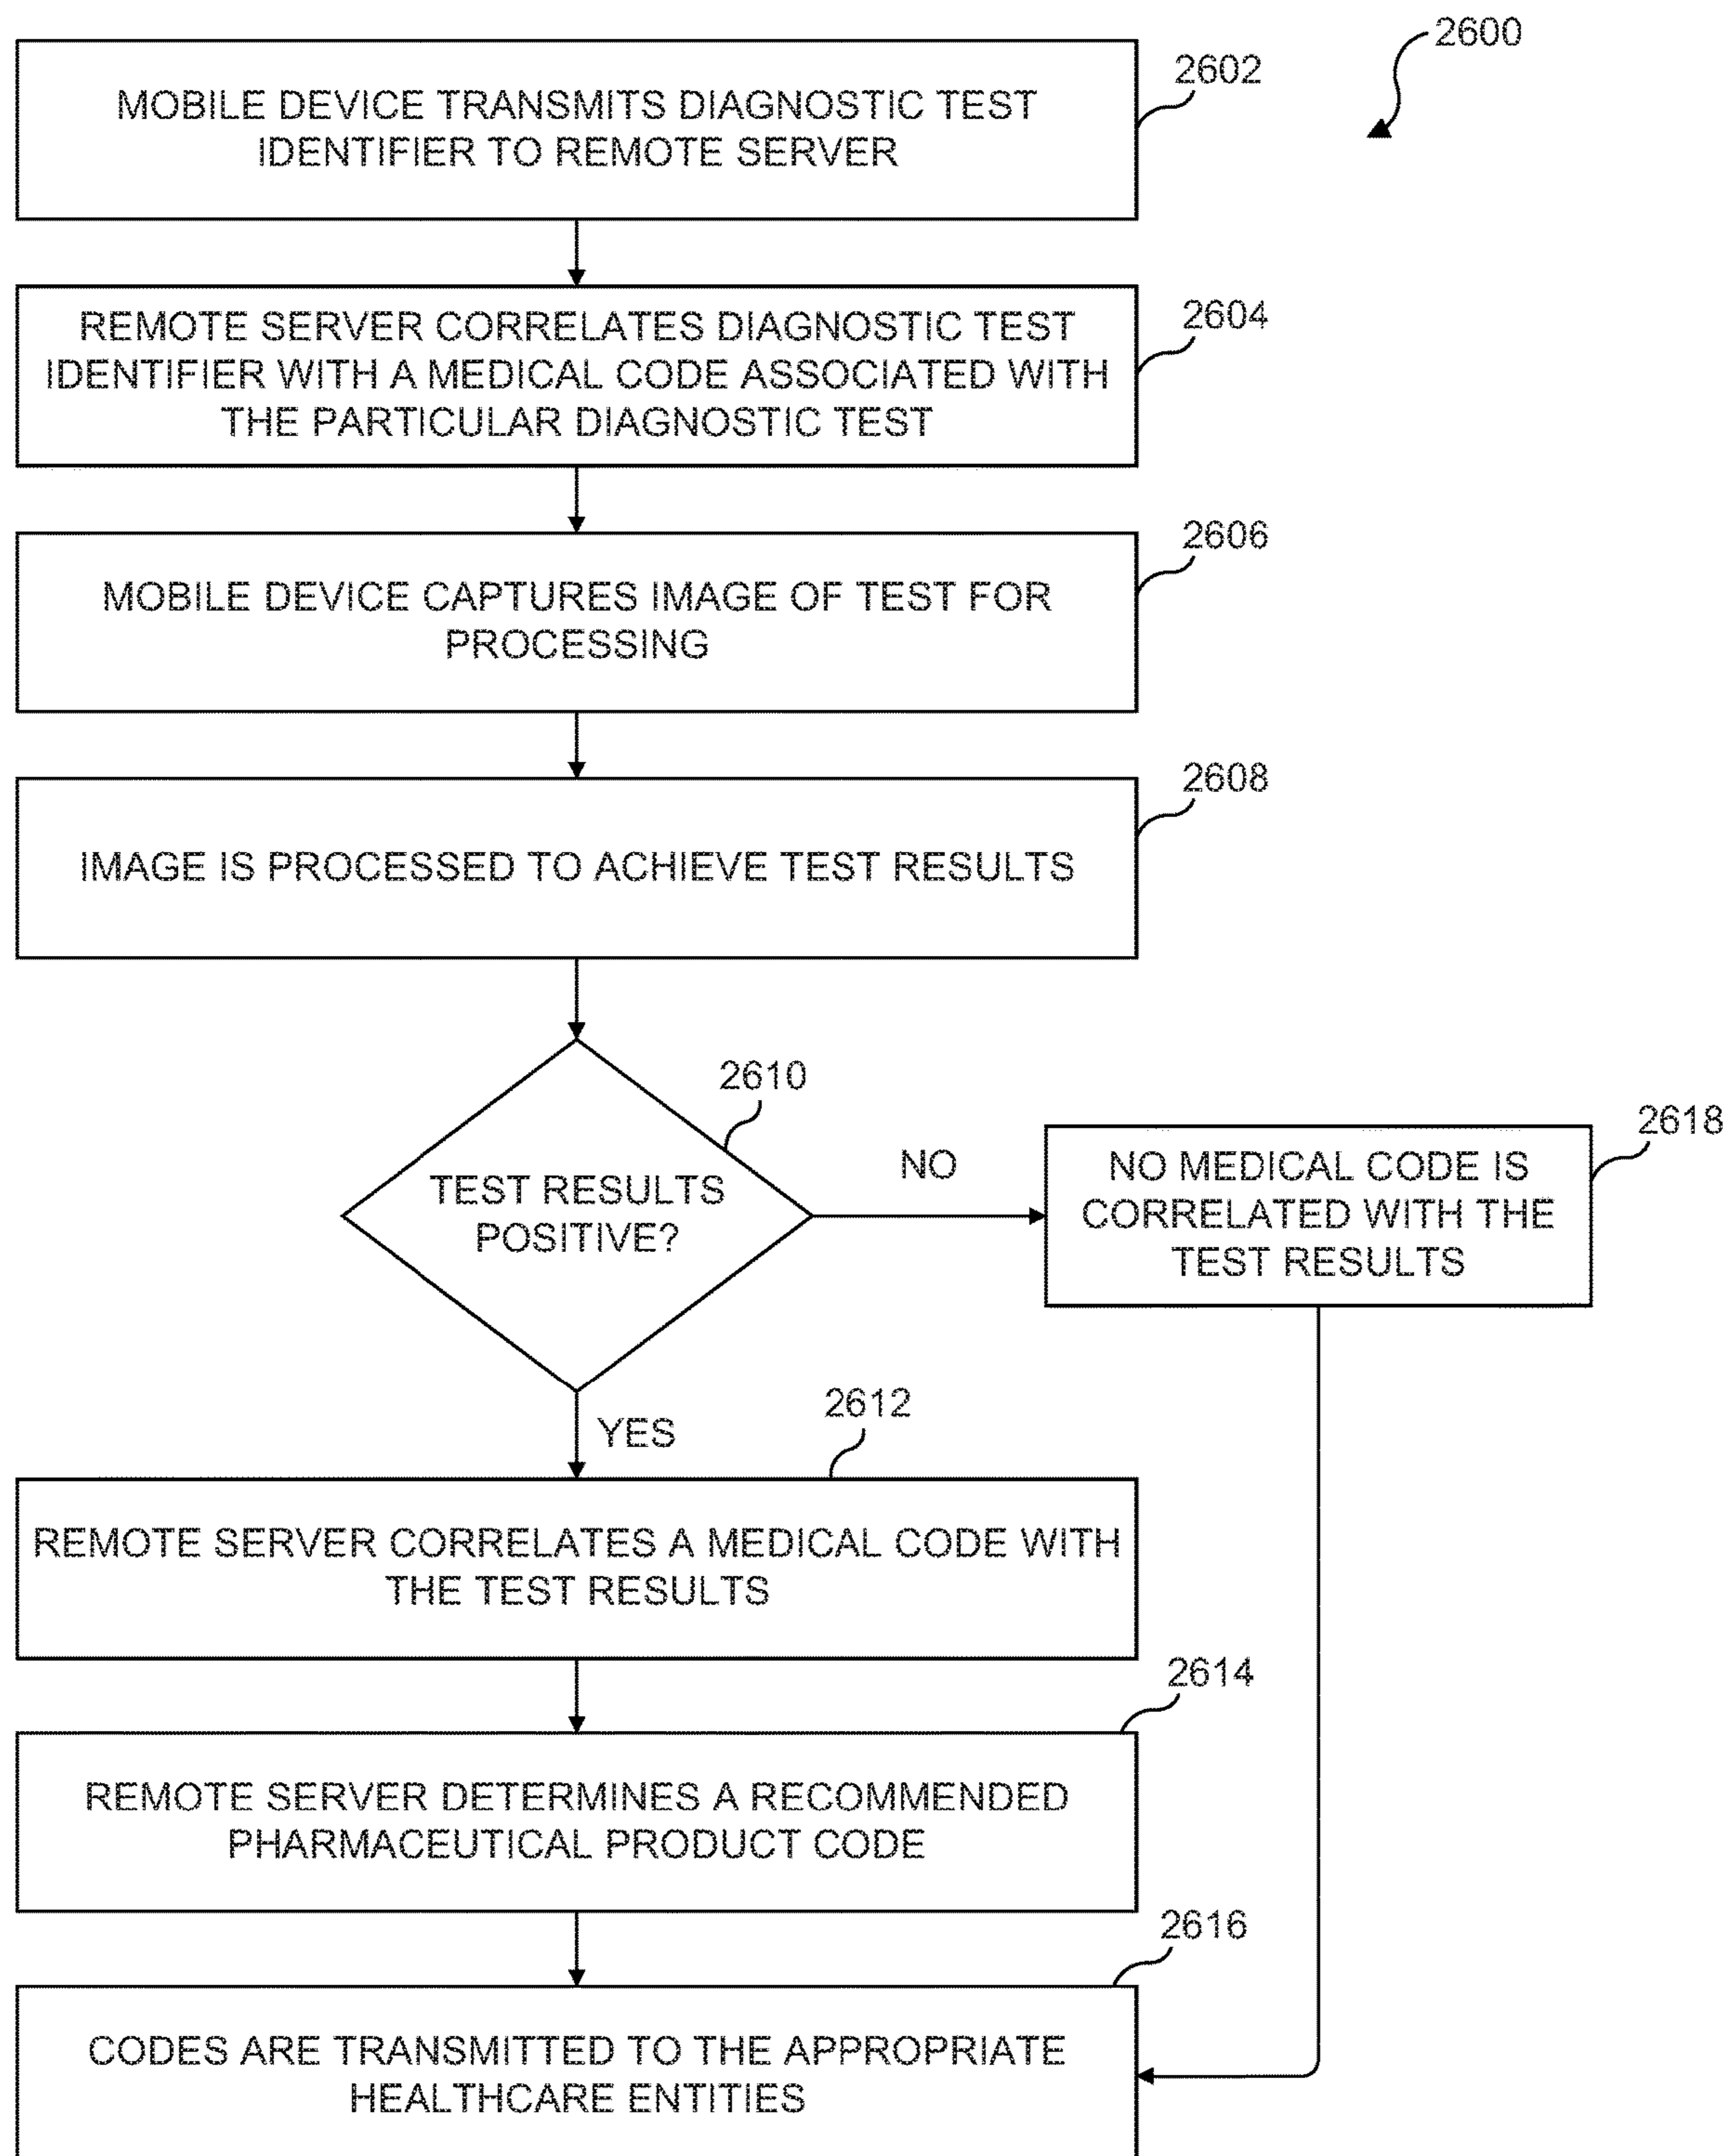 2600
2602
MOBILE DEVICE TRANSMITS DIAGNOSTIC TEST
IDENTIFIER TO REMOTE SERVER
2604
REMOTE SERVER CORRELATES DIAGNOSTIC TEST
IDENTIFIER WITH A MEDICAL CODE ASSOCIATED WITH
THE PARTICULAR DIAGNOSTIC TEST
2606
MOBILE DEVICE CAPTURES IMAGE OF TEST FOR
PROCESSING
2608
IMAGE IS PROCESSED TO ACHIEVE TEST RESULTS
2610
TEST RESULTS
POSITIVE?
NO
2618
NO MEDICAL CODE IS
CORRELATED WITH THE
TEST RESULTS
YES
2612
REMOTE SERVER CORRELATES A MEDICAL CODE WITH
THE TEST RESULTS
2614
REMOTE SERVER DETERMINES A RECOMMENDED
PHARMACEUTICAL PRODUCT CODE
2616
CODES ARE TRANSMITTED TO THE APPROPRIATE
HEALTHCARE ENTITIES